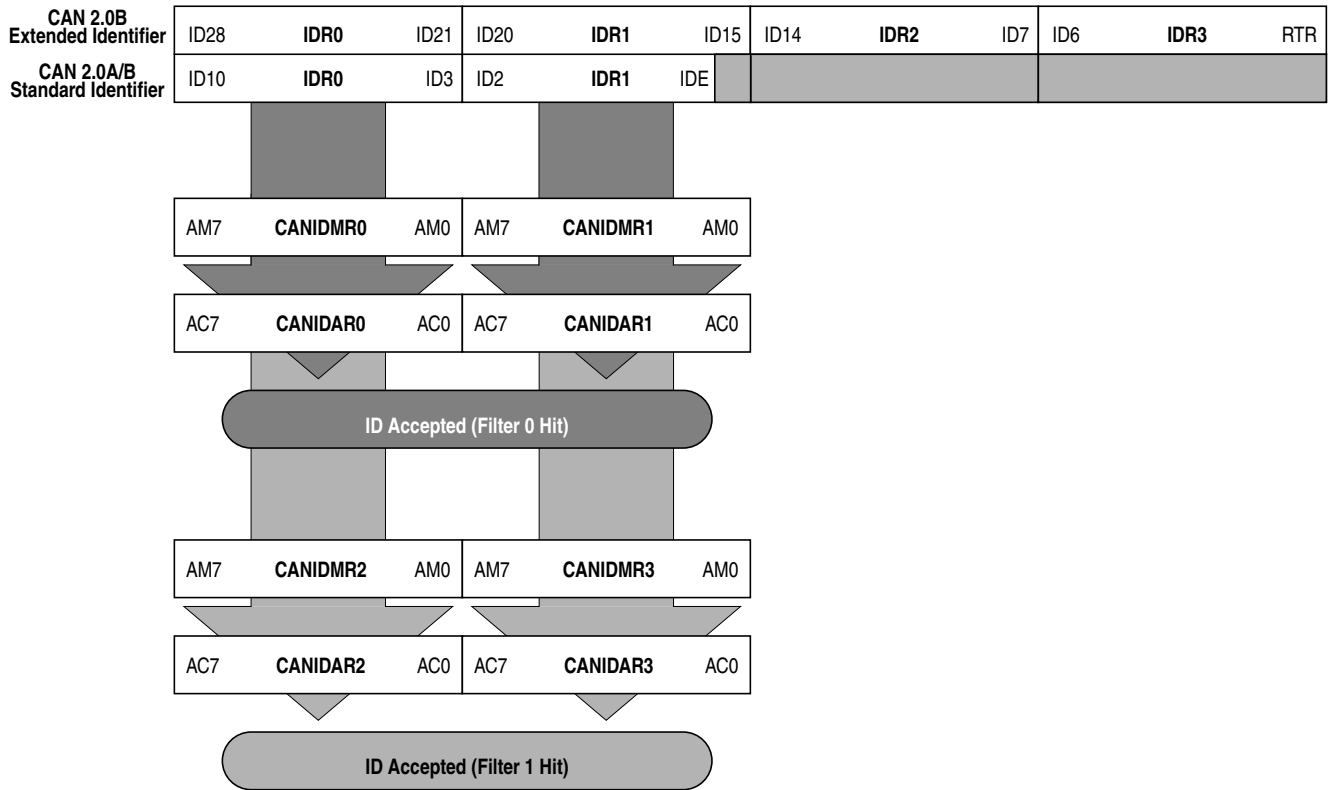 CAN 2.0B
Extended Identifier
ID28 IDR0 ID21 ID20 IDR1 ID15 ID14 IDR2 ID7 ID6 IDR3 RTR
CAN 2.0A/B
Standard Identifier
ID10 IDR0 ID3 ID2 IDR1 IDE
AM7 CANIDMR0 AM0 AM7 CANIDMR1 AM0
AC7 CANIDAR0 AC0 AC7 CANIDAR1 AC0
ID Accepted (Filter 0 Hit)
AM7 CANIDMR2 AM0 AM7 CANIDMR3 AM0
AC7 CANIDAR2 AC0 AC7 CANIDAR3 AC0
ID Accepted (Filter 1 Hit)